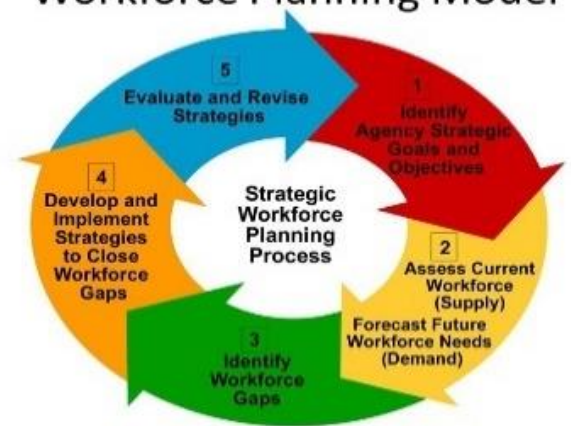 Workforce Planning Model
1
Identify
Agency Strategic
Goals and
Objectives
2
Assess Current
Workforce
(Supply)
Forecast Future
Workforce Needs
(Demand)
3
Identify
Workforce
Gaps
4
Develop and
Implement
Strategies
to Close
Workforce
Gaps
5
Evaluate and Revise
Strategies
Strategic
Workforce
Planning
Process